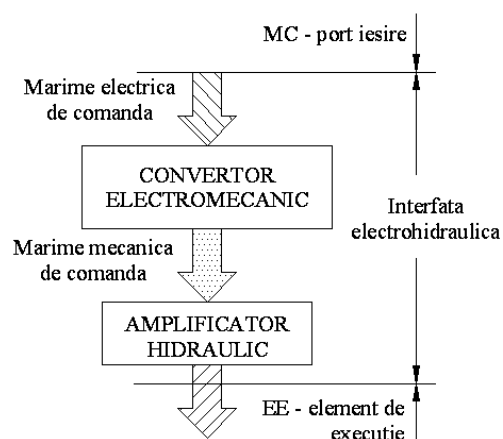 MC - port iesire
Marime electrica
de comanda
CONVERTOR
ELECTROMECANIC
Interfata
electrohidraulica
Marime mecanica
de comanda
AMPLIFICATOR
HIDRAULIC
EE - element de
executie